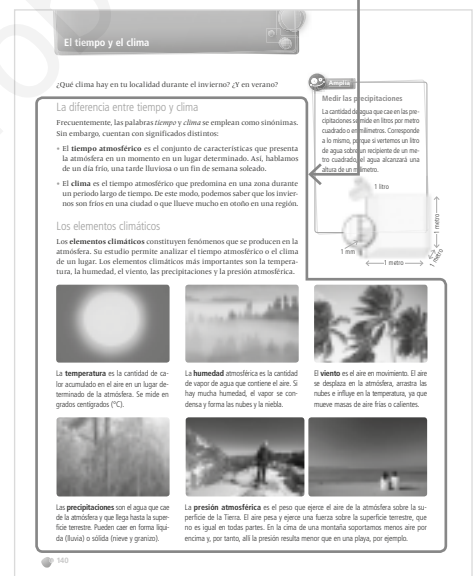 El tiempo y el clima
¿Qué clima hay en tu localidad durante el invierno? ¿Y en verano?
La diferencia entre tiempo y clima
Frecuentemente, las palabras tiempo y clima se emplean como sinónimas.
Sin embargo, cuentan con significados distintos:
• El tiempo atmosférico es el conjunto de características que presenta
la atmósfera en un momento en un lugar determinado. Así, hablamos
de un día frío, una tarde lluviosa o un fin de semana soleado.
• El clima es el tiempo atmosférico que predomina en una zona durante
un periodo largo de tiempo. De este modo, podemos saber que los invier-
nos son fríos en una ciudad o que llueve mucho en otoño en una región.
Los elementos climáticos
Los elementos climáticos constituyen fenómenos que se producen en la
atmósfera. Su estudio permite analizar el tiempo atmosférico o el clima
de un lugar. Los elementos climáticos más importantes son la tempera-
tura, la humedad, el viento, las precipitaciones y la presión atmosférica.
Amplía
Medir las precipitaciones
La cantidad de agua que cae en las pre-
cipitaciones se mide en litros por metro
cuadrado o en milímetros. Corresponde
a lo mismo, porque si vertemos un litro
de agua sobre un recipiente de un me-
tro cuadrado, el agua alcanzará una
altura de un milímetro.
1 litro
1 mm
1 metro
1 metro
1 metro
La temperatura es la cantidad de ca-
lor acumulado en el aire en un lugar de-
terminado de la atmósfera. Se mide en
grados centígrados (°C).
La humedad atmosférica es la cantidad
de vapor de agua que contiene el aire. Si
hay mucha humedad, el vapor se con-
densa y forma las nubes y la niebla.
El viento es el aire en movimiento. El aire
se desplaza en la atmósfera, arrastra las
nubes e influye en la temperatura, ya que
mueve masas de aire frías o calientes.
Las precipitaciones son el agua que cae
de la atmósfera y que llega hasta la super-
ficie terrestre. Pueden caer en forma líqui-
da (lluvia) o sólida (nieve y granizo).
La presión atmosférica es el peso que ejerce el aire de la atmósfera sobre la su-
perficie de la Tierra. El aire pesa y ejerce una fuerza sobre la superficie terrestre, que
no es igual en todas partes. En la cima de una montaña soportamos menos aire por
encima y, por tanto, allí la presión resulta menor que en una playa, por ejemplo.
140